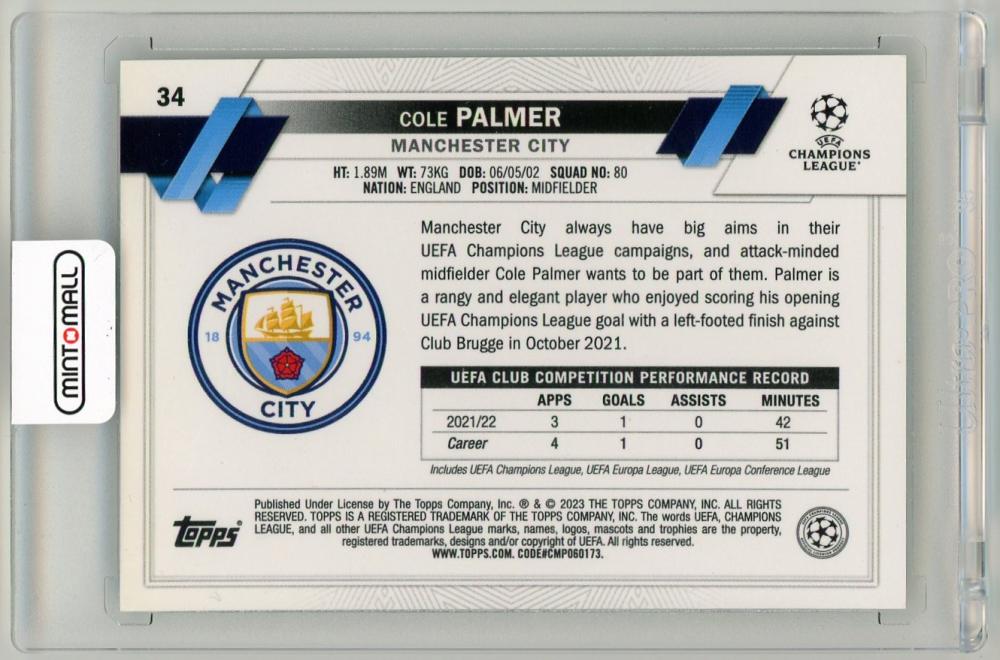 34
COLE PALMER
MANCHESTER CITY
HT: 1.89M WT: 73KG DOB: 06/05/02 SQUAD NO: 80
NATION: ENGLAND POSITION: MIDFIELDER
UEFA
CHAMPIONS
LEAGUE®
MINTOMALL
MANCHESTER
18 94
CITY
Manchester City always have big aims in their
UEFA Champions League campaigns, and attack-minded
midfielder Cole Palmer wants to be part of them. Palmer is
a rangy and elegant player who enjoyed scoring his opening
UEFA Champions League goal with a left-footed finish against
Club Brugge in October 2021.
UEFA CLUB COMPETITION PERFORMANCE RECORD
APPS GOALS ASSISTS MINUTES
2021/22 3 1 0 42
Career 4 1 0 51
Includes UEFA Champions League, UEFA Europa League, UEFA Europa Conference League
Topps®
Published Under License by The Topps Company, Inc. ® & © 2023 THE TOPPS COMPANY, INC. ALL RIGHTS
RESERVED. TOPPS IS A REGISTERED TRADEMARK OF THE TOPPS COMPANY, INC. The words UEFA, CHAMPIONS
LEAGUE, and all other UEFA Champions League marks, names, logos, mascots and trophies are the property,
registered trademarks, designs and/or copyright of UEFA. All rights reserved.
WWW.TOPPS.COM. CODE#CMP060173.